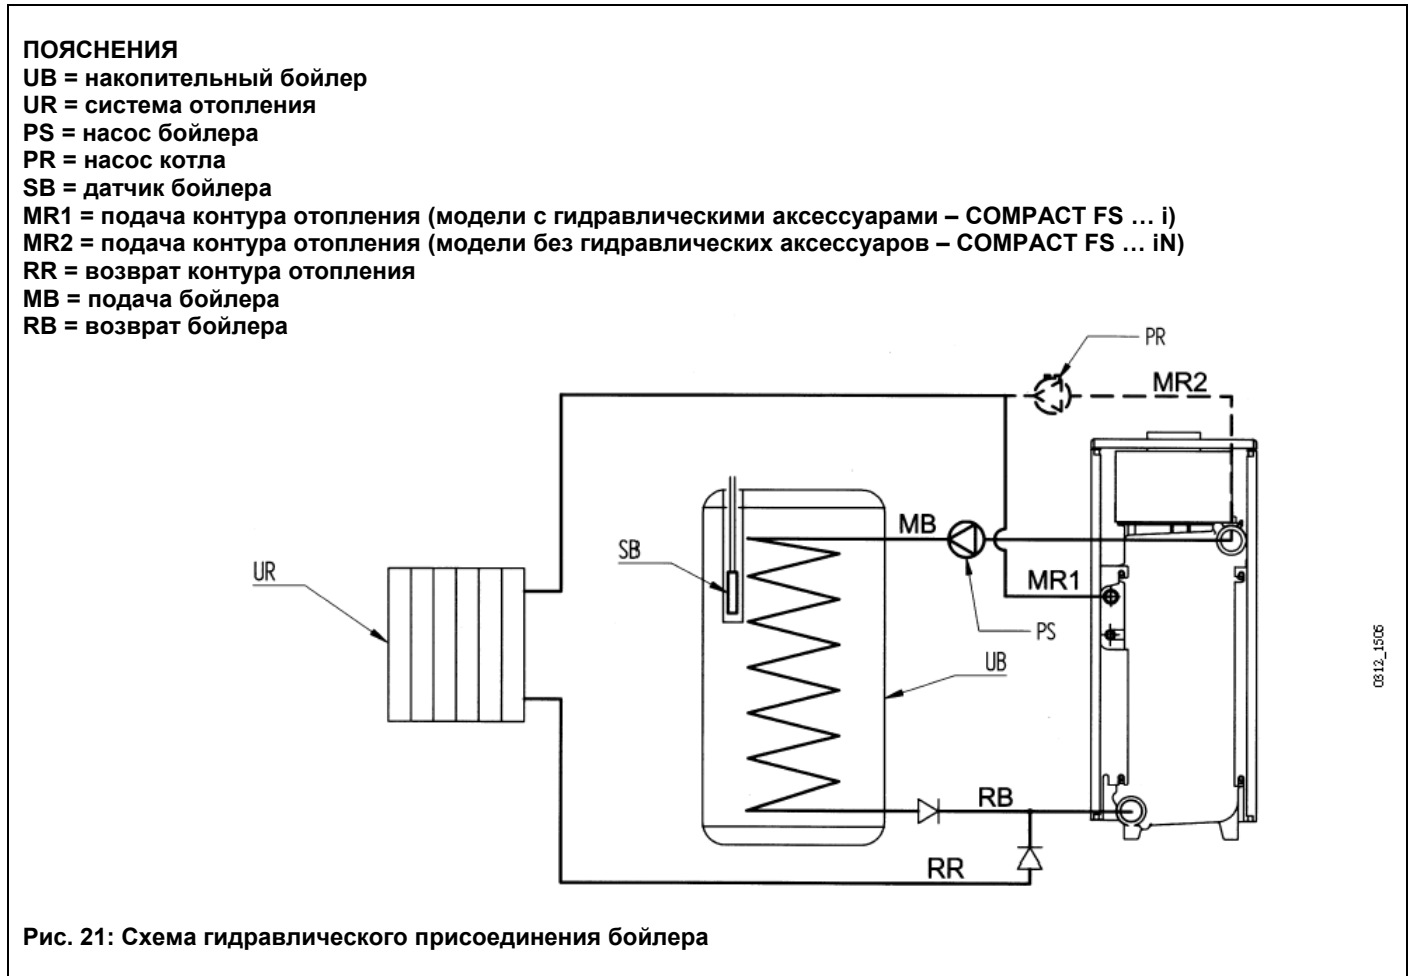 ПОЯСНЕНИЯ
UB = накопительный бойлер
UR = система отопления
PS = насос бойлера
PR = насос котла
SB = датчик бойлера
MR1 = подача контура отопления (модели с гидравлическими аксессуарами – COMPACT FS … i)
MR2 = подача контура отопления (модели без гидравлических аксессуаров – COMPACT FS … iN)
RR = возврат контура отопления
MB = подача бойлера
RB = возврат бойлера
PR
MR2
MB
SB
UR
MR1
PS
UB
0312_1506
RB
RR
Рис. 21: Схема гидравлического присоединения бойлера